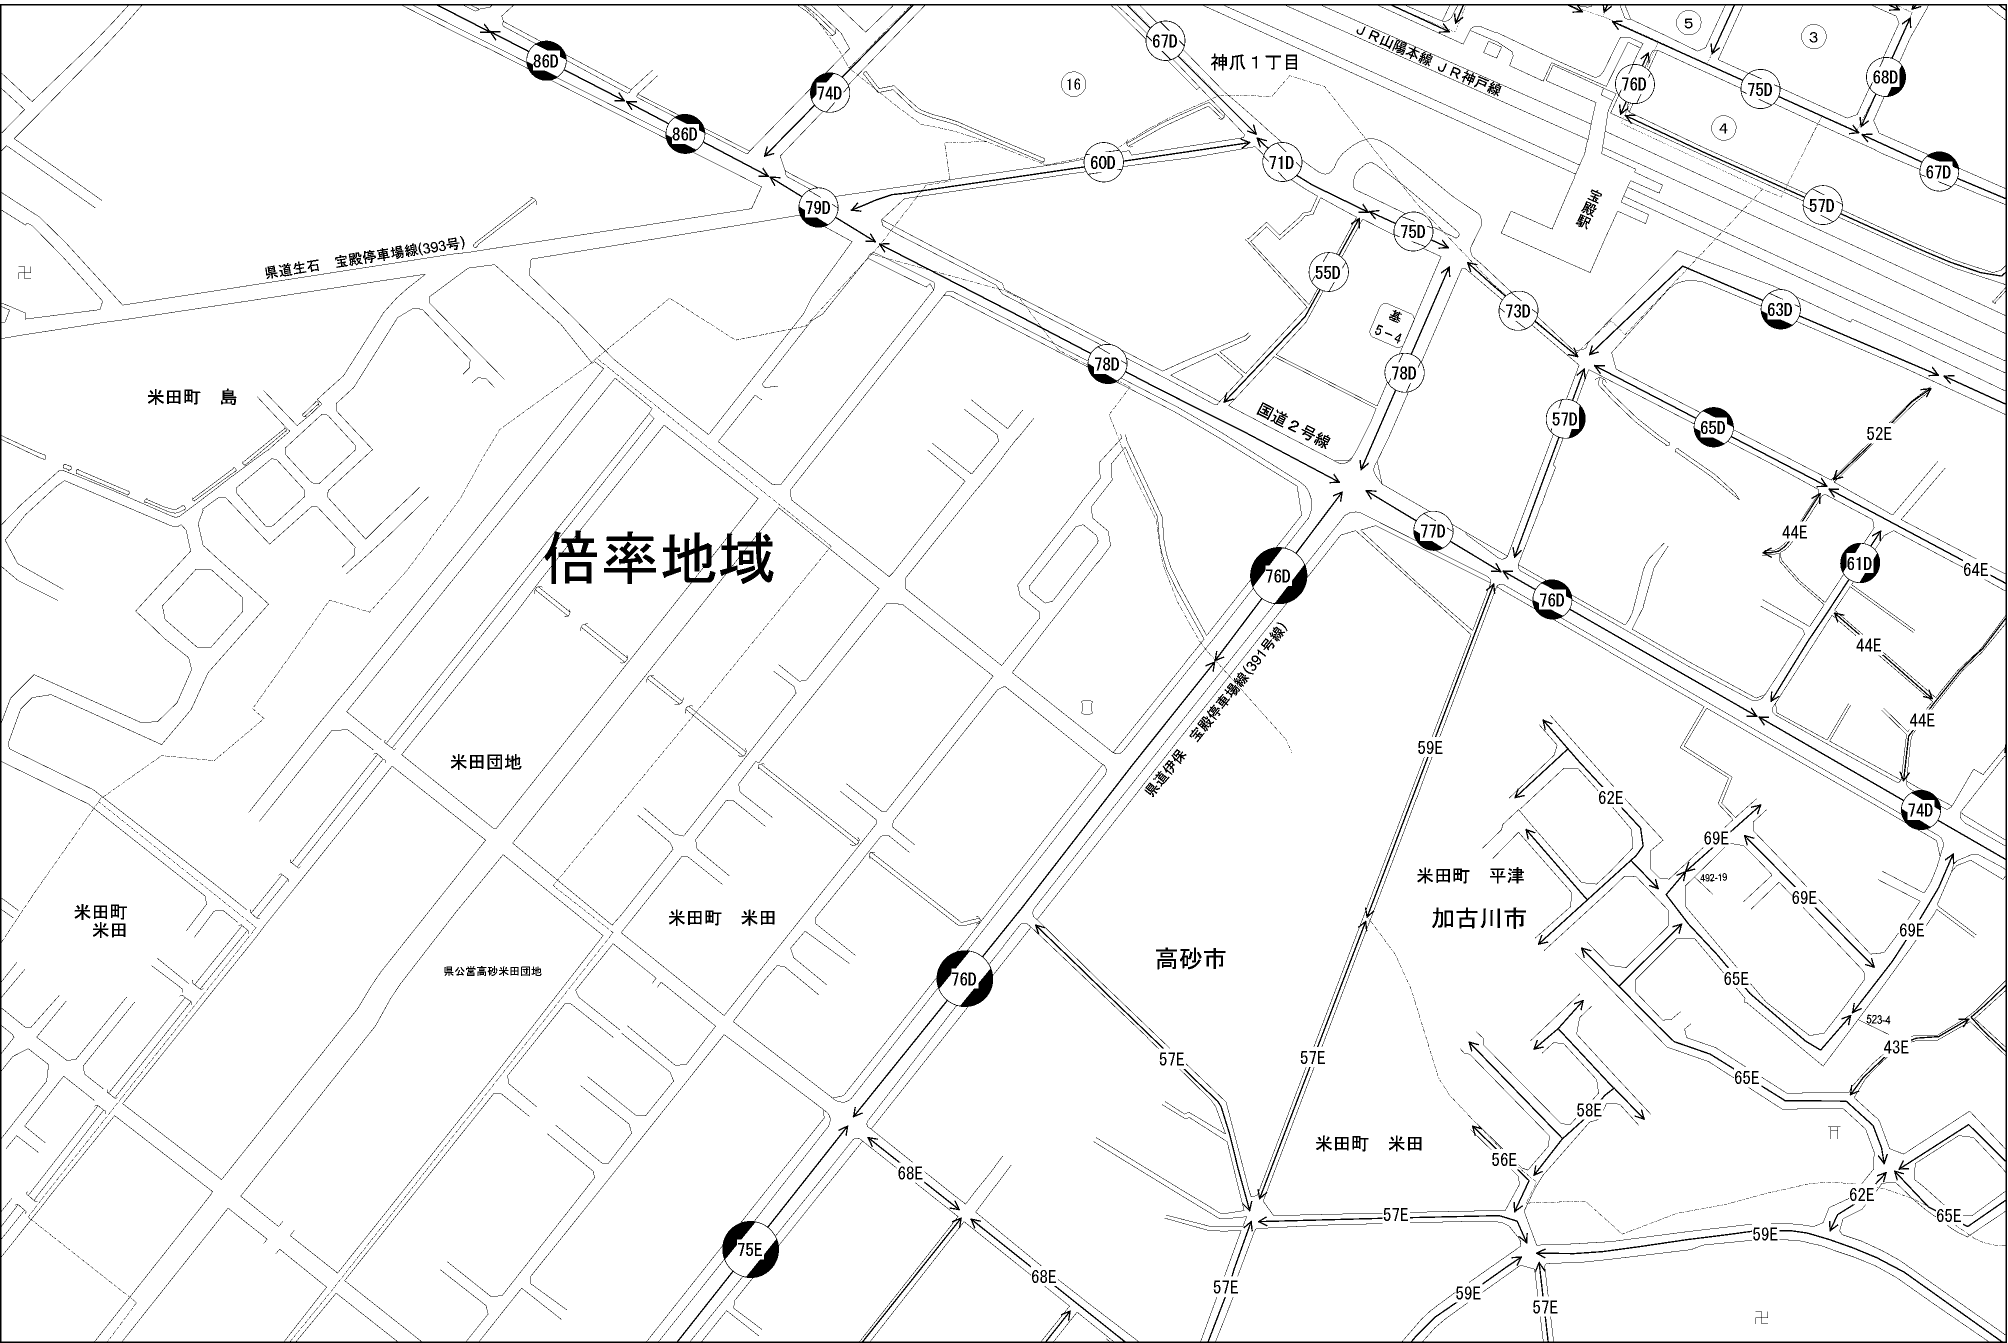 5
3
67D
ＪＲ山陽本線 ＪＲ神戸線
86D
神爪１丁目
68D
76D
75D
74D
16
4
86D
60D
71D
67D
宝殿駅
57D
79D
75D
県道生石　宝殿停車場線(393号)
卍
55D
73D
63D
基
5－4
78D
78D
米田町　島
国道２号線
57D
65D
52E
77D
44E
倍率地域
61D
64E
76D
76D
44E
県道伊保　宝殿停車場線(391号線)
44E
59E
米田団地
62E
74D
69E
米田町　平津
492-19
69E
米田町
米田
米田町　米田
加古川市
69E
高砂市
県公営高砂米田団地
76D
65E
523-4
43E
57E
57E
65E
58E
米田町　米田
56E
68E
62E
57E
65E
59E
75E
68E
57E
59E
57E
卍